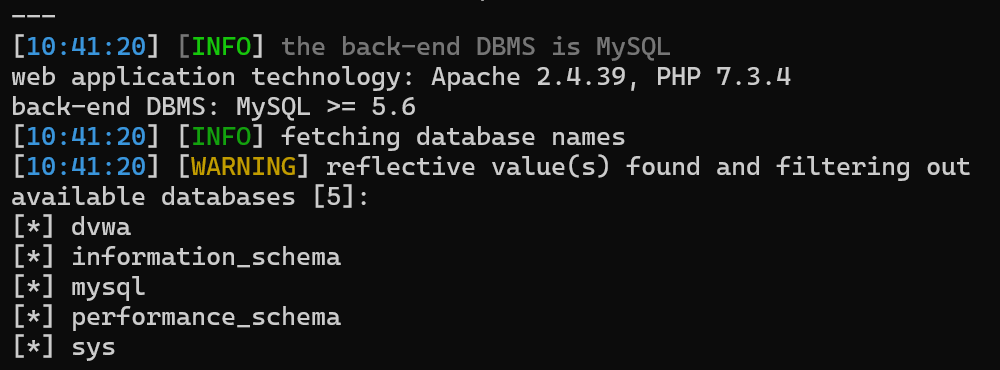 ---
[10:41:20] [INFO] the back-end DBMS is MySQL
web application technology: Apache 2.4.39, PHP 7.3.4
back-end DBMS: MySQL >= 5.6
[10:41:20] [INFO] fetching database names
[10:41:20] [WARNING] reflective value(s) found and filtering out
available databases [5]:
[*] dvwa
[*] information_schema
[*] mysql
[*] performance_schema
[*] sys